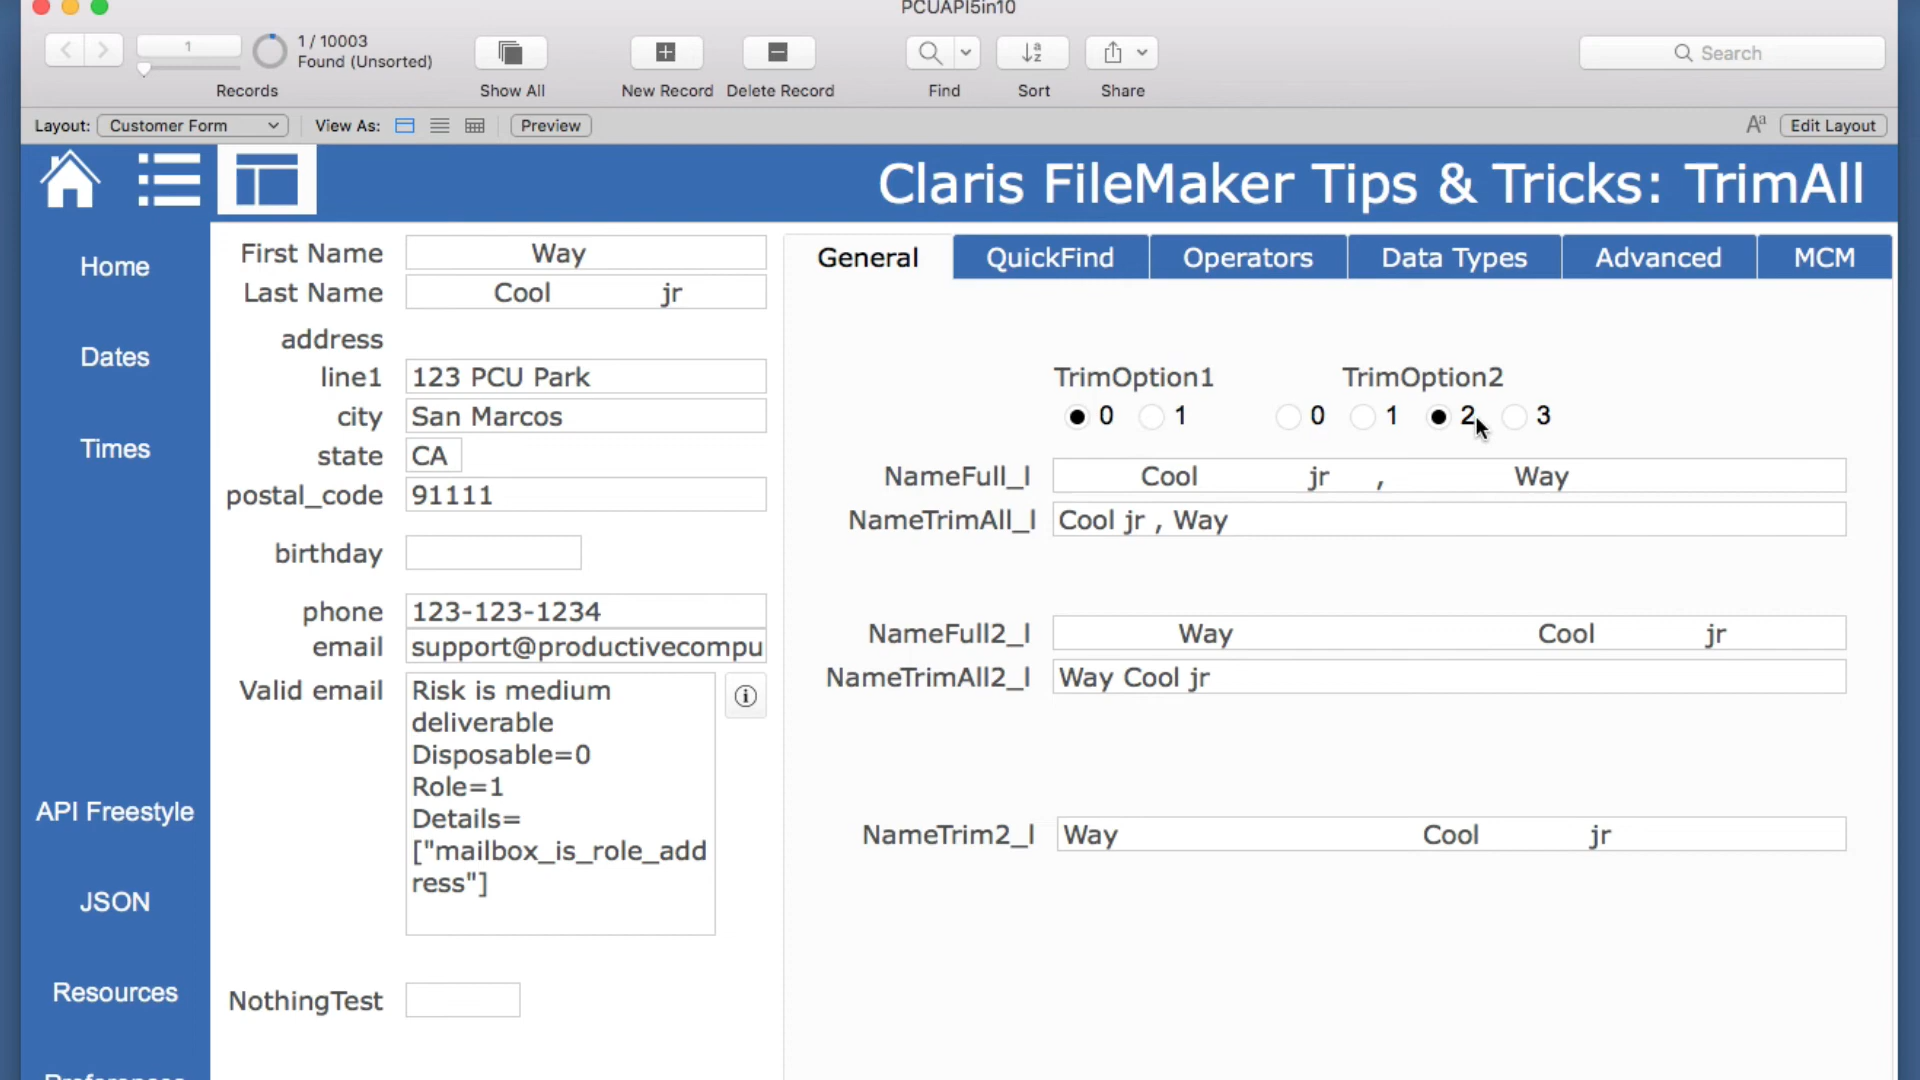 PCUAPI5in10
1
1 / 10003
Found (Unsorted)
Search
Records
Show All
New Record
Delete Record
Find
Sort
Share
Layout: Customer Form
View As:
Preview
Aa
Edit Layout
Claris FileMaker Tips & Tricks: TrimAll
Home
Dates
Times
API Freestyle
JSON
Resources
Preferences
First Name Way
Last Name Cool jr
address
line1 123 PCU Park
city San Marcos
state CA
postal_code 91111
birthday
phone 123-123-1234
email support@productivecompu
Valid email Risk is medium
deliverable
Disposable=0
Role=1
Details=
["mailbox_is_role_add
ress"]
NothingTest
General QuickFind Operators Data Types Advanced MCM
TrimOption1 TrimOption2
0 1 0 1 2 3
NameFull_l Cool jr , Way
NameTrimAll_l Cool jr , Way
NameFull2_l Way Cool jr
NameTrimAll2_l Way Cool jr
NameTrim2_l Way Cool jr